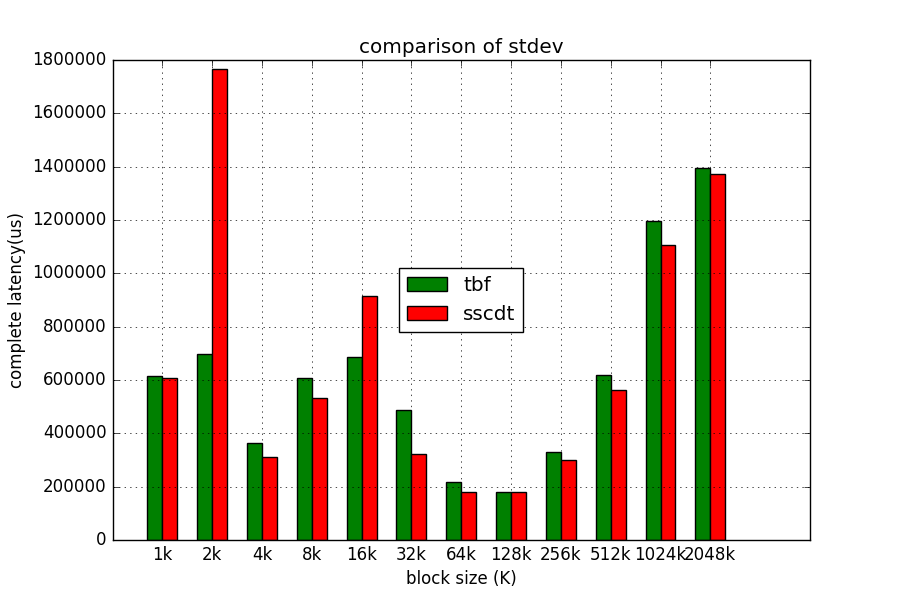 comparison of stdev
1800000
1600000
1400000
1200000
1000000
800000
600000
400000
200000
0
complete latency(us)
tbf
sscdt
1k 2k 4k 8k 16k 32k 64k 128k 256k 512k 1024k 2048k
block size (K)